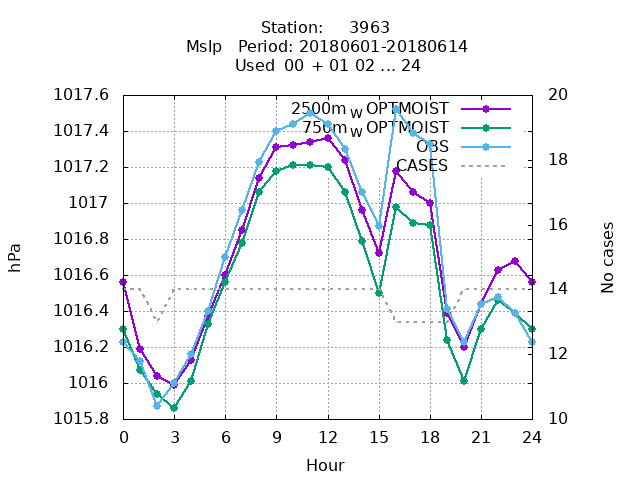 Station: 3963
Mslp Period: 20180601-20180614
Used 00 + 01 02 ... 24
1017.6
1017.4
1017.2
1017
1016.8
1016.6
1016.4
1016.2
1016
1015.8
hPa
2500m w OPTMOIST
750m w OPTMOIST
OBS
CASES
20
18
16
14
12
10
No cases
0 3 6 9 12 15 18 21 24
Hour